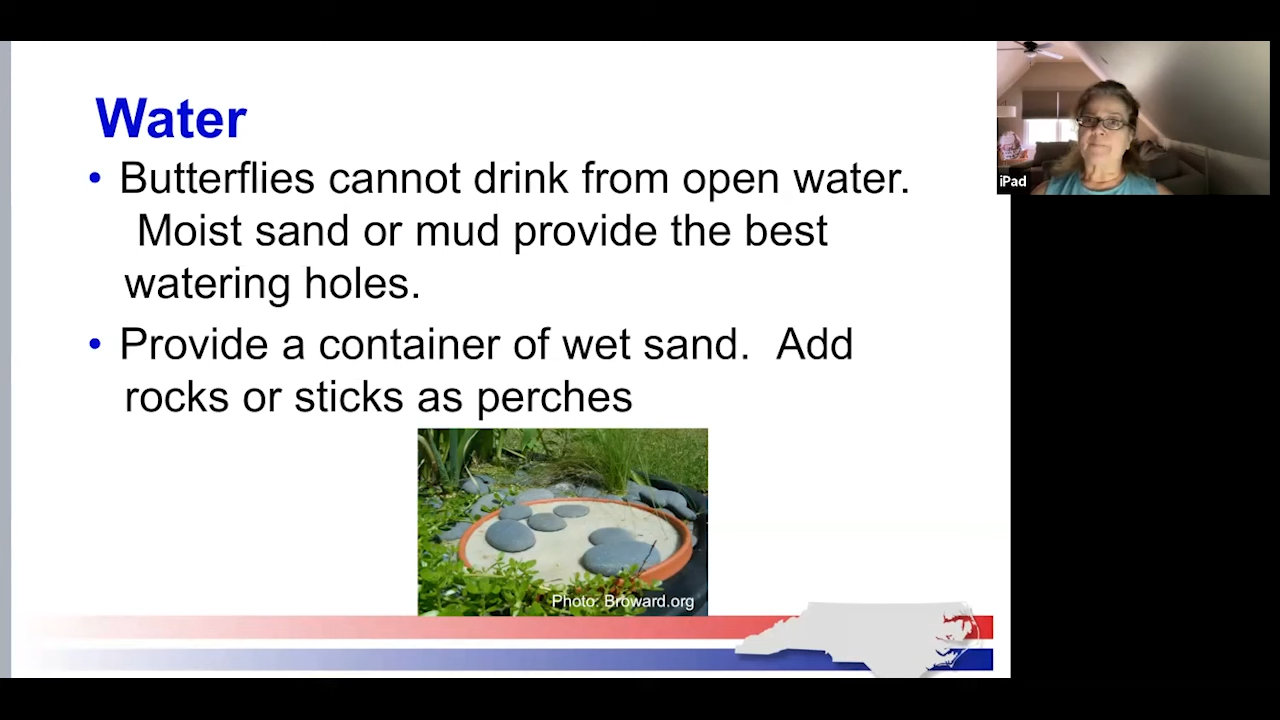 Water
• Butterflies cannot drink from open water.
Moist sand or mud provide the best
watering holes.
• Provide a container of wet sand.  Add
rocks or sticks as perches
Photo: Broward.org
iPad